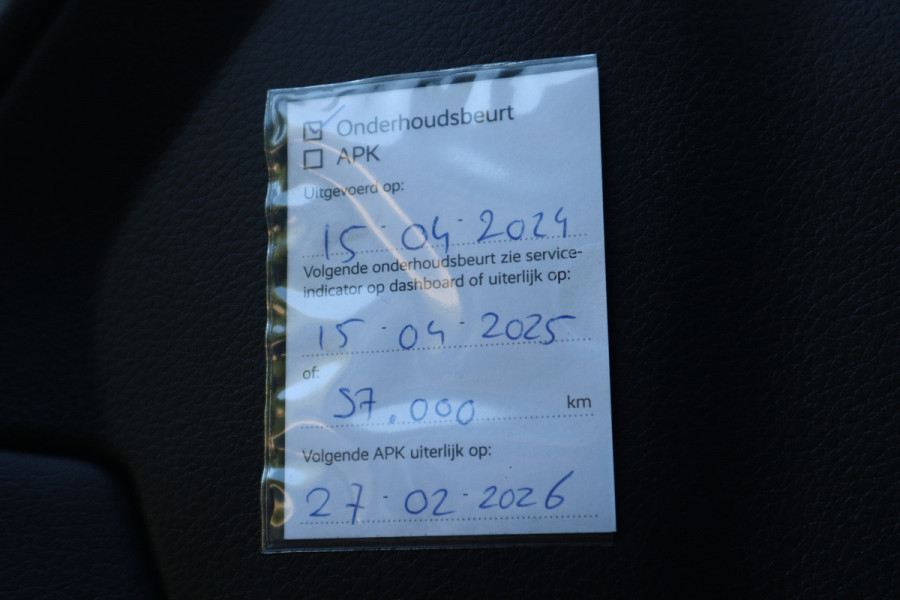 Onderhoudsbeurt
APK
Uitgevoerd op:
15-04-2024
Volgende onderhoudsbeurt zie service-
indicator op dashboard of uiterlijk op:
15-04-2025
of:
57.000 km
Volgende APK uiterlijk op:
27-02-2026